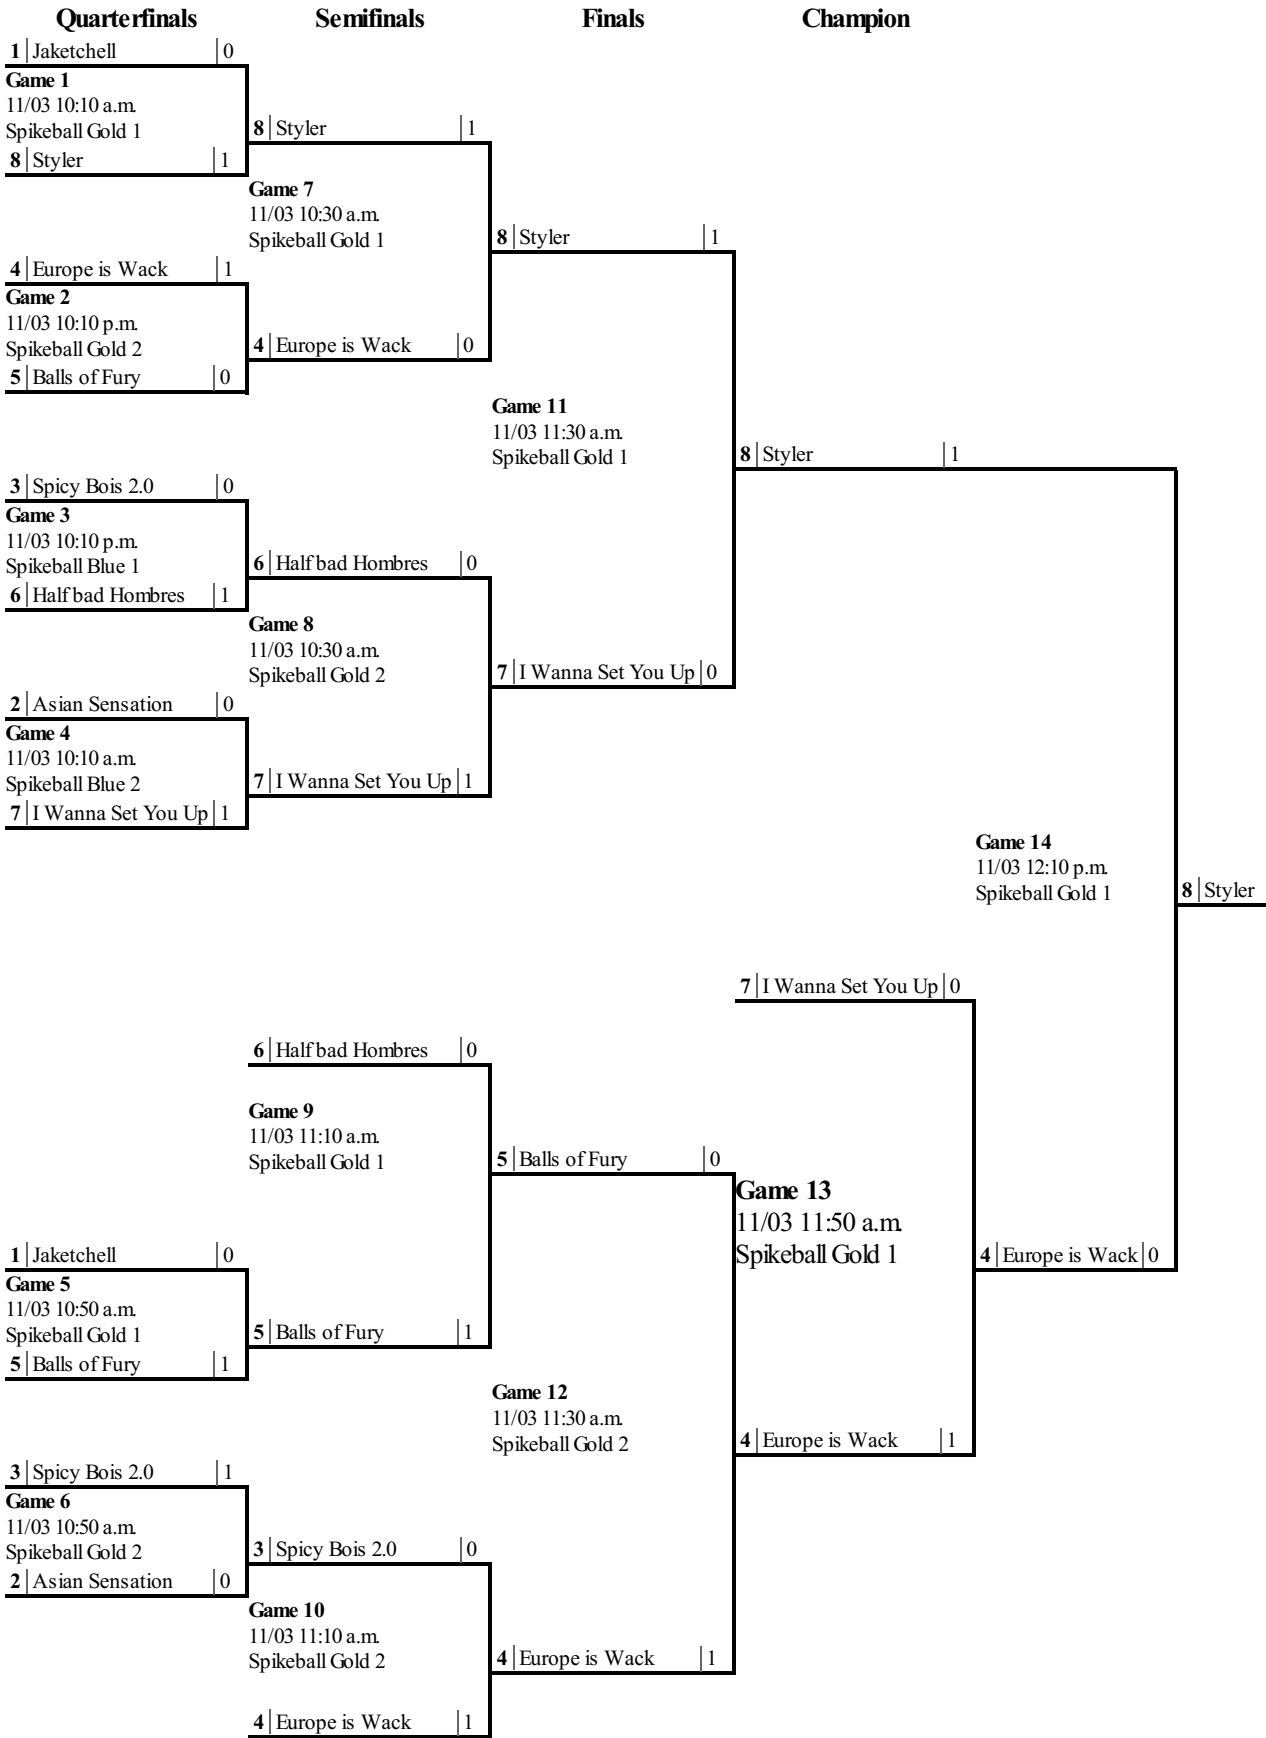 Quarterfinals Semifinals Finals Champion
1 Jaketchell 0
Game 1
11/03 10:10 a.m.
Spikeball Gold 1
8 Styler 1
8 Styler 1
Game 7
11/03 10:30 a.m.
Spikeball Gold 1
4 Europe is Wack 1
Game 2
11/03 10:10 p.m.
Spikeball Gold 2
5 Balls of Fury 0
4 Europe is Wack 0
8 Styler 1
Game 11
11/03 11:30 a.m.
Spikeball Gold 1
8 Styler 1
3 Spicy Bois 2.0 0
Game 3
11/03 10:10 p.m.
Spikeball Blue 1
6 Half bad Hombres 1
6 Half bad Hombres 0
Game 8
11/03 10:30 a.m.
Spikeball Gold 2
7 I Wanna Set You Up 0
2 Asian Sensation 0
Game 4
11/03 10:10 a.m.
Spikeball Blue 2
7 I Wanna Set You Up 1
7 I Wanna Set You Up 1
Game 14
11/03 12:10 p.m.
Spikeball Gold 1
8 Styler
7 I Wanna Set You Up 0
6 Half bad Hombres 0
Game 9
11/03 11:10 a.m.
Spikeball Gold 1
5 Balls of Fury 0
Game 13
11/03 11:50 a.m.
Spikeball Gold 1
4 Europe is Wack 0
1 Jaketchell 0
Game 5
11/03 10:50 a.m.
Spikeball Gold 1
5 Balls of Fury 1
5 Balls of Fury 1
Game 12
11/03 11:30 a.m.
Spikeball Gold 2
4 Europe is Wack 1
3 Spicy Bois 2.0 1
Game 6
11/03 10:50 a.m.
Spikeball Gold 2
2 Asian Sensation 0
3 Spicy Bois 2.0 0
Game 10
11/03 11:10 a.m.
Spikeball Gold 2
4 Europe is Wack 1
4 Europe is Wack 1